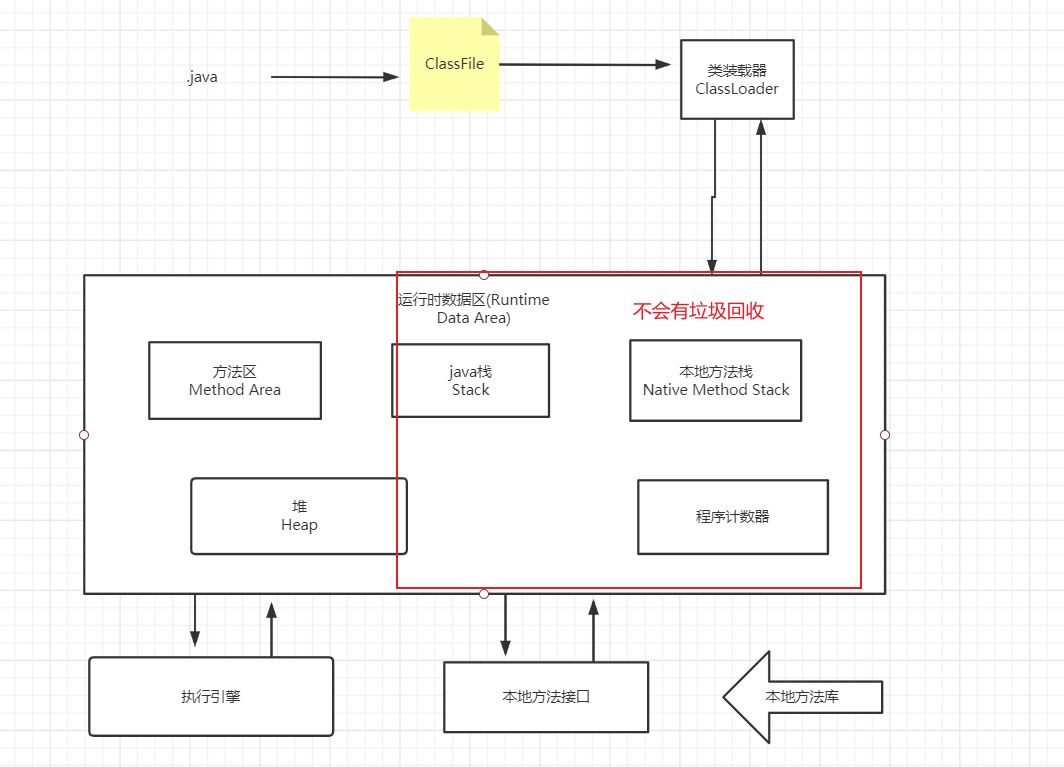 .java
ClassFile
类装载器
ClassLoader
运行时数据区(Runtime
Data Area)
不会有垃圾回收
方法区
Method Area
java栈
Stack
本地方法栈
Native Method Stack
堆
Heap
程序计数器
执行引擎
本地方法接口
本地方法库